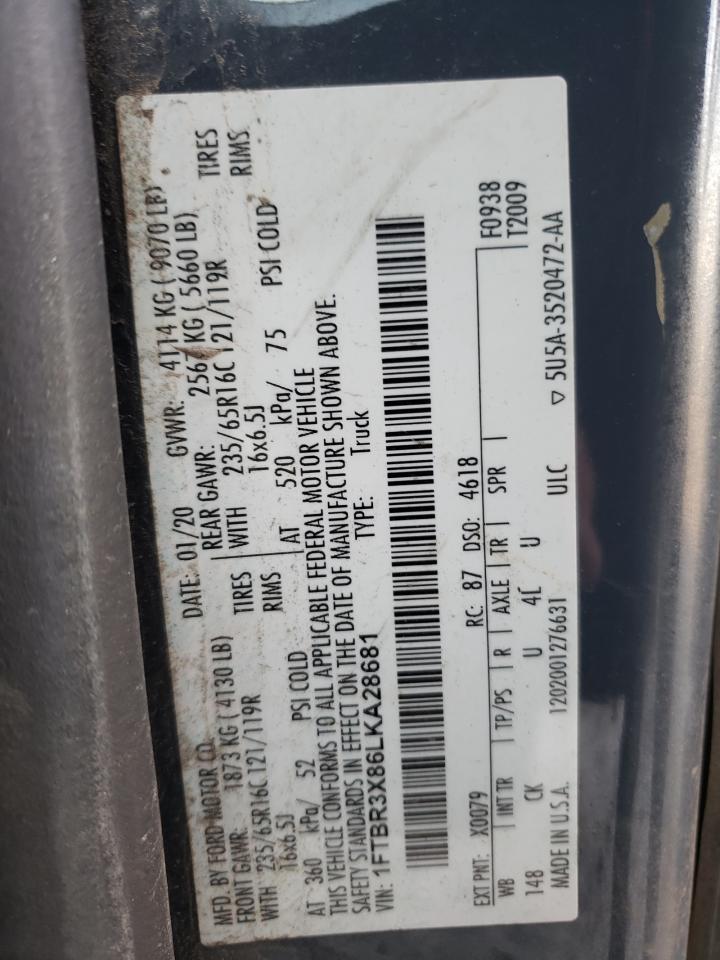 MFD. BY FORD MOTOR CO.
DATE: 01/20 GVWR: 4114 KG ( 9070 LB)
FRONT GAWR: 1873 KG ( 4130 LB) REAR GAWR: 2567 KG ( 5660 LB)
WITH 235/65R16C 121/119R TIRES WITH 235/65R16C 121/119R TIRES
16x6.5J RIMS 16x6.5J RIMS
AT 360 kPa/ 52 PSI COLD AT 520 kPa/ 75 PSI COLD
THIS VEHICLE CONFORMS TO ALL APPLICABLE FEDERAL MOTOR VEHICLE
SAFETY STANDARDS IN EFFECT ON THE DATE OF MANUFACTURE SHOWN ABOVE.
VIN: 1FTBR3X86LKA28681 TYPE: Truck
EXT PNT: X0079 RC: 87 DSO: 4618 F0938
WB INT TR TP/PS R AXLE TR SPR T2009
148 CK U 4L U
MADE IN U.S.A. 1202001276631 ULC ▽ 5U5A-3520472-AA